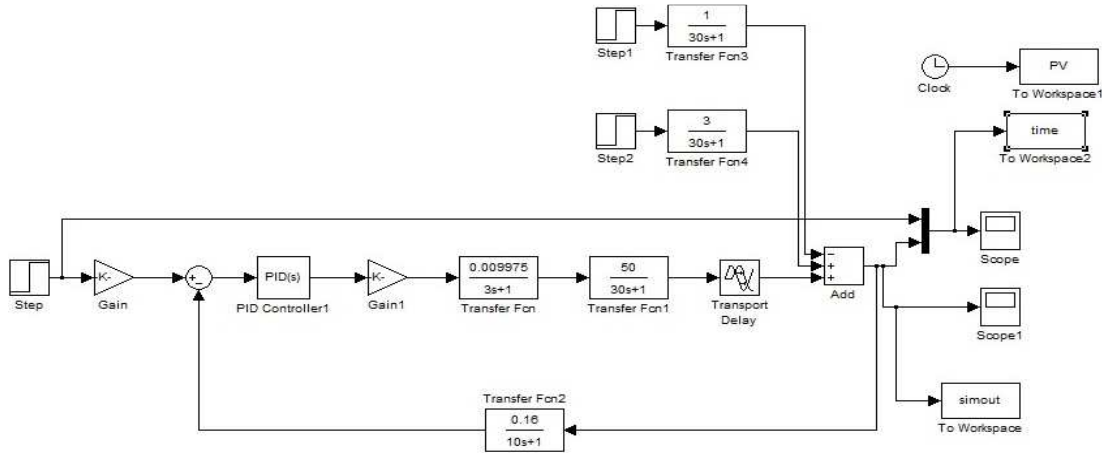 1
30s+1
Step1
Transfer Fcn3
PV
Clock
To Workspace1
3
30s+1
Step2
Transfer Fcn4
time
To Workspace2
Scope
Step
K-
Gain
+
−
PID(s)
PID Controller1
K-
Gain1
0.009975
3s+1
Transfer Fcn
50
30s+1
Transfer Fcn1
Transport
Delay
−
+
+
Add
Scope1
simout
To Workspace
Transfer Fcn2
0.16
10s+1